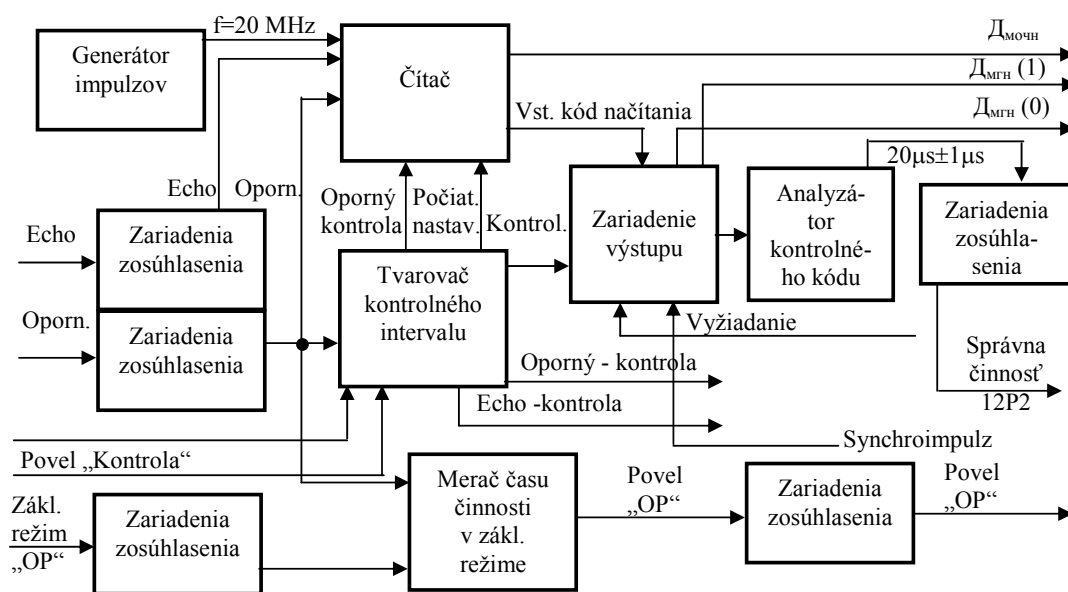 f=20 MHz
Generátor
impulzov
Čítač
Дмочн
Дмгн (1)
Vst. kód načítania
Дмгн (0)
20μs±1μs
Echo
Oporn.
Oporný
kontrola
Počiat.
nastav.
Kontrol.
Zariadenie
výstupu
Analyzá-
tor
kontrolné-
ho kódu
Zariadenia
zosúhla-
senia
Echo
Zariadenia
zosúhlasenia
Tvarovač
kontrolného
intervalu
Oporn.
Zariadenia
zosúhlasenia
Vyžiadanie
Oporný - kontrola
Echo -kontrola
Správna
činnosť
12P2
Synchroimpulz
Povel „Kontrola“
Zákl.
režim
„OP“
Zariadenia
zosúhlasenia
Merač času
činnosti
v zákl.
režime
Povel
„OP“
Zariadenia
zosúhlasenia
Povel
„OP“